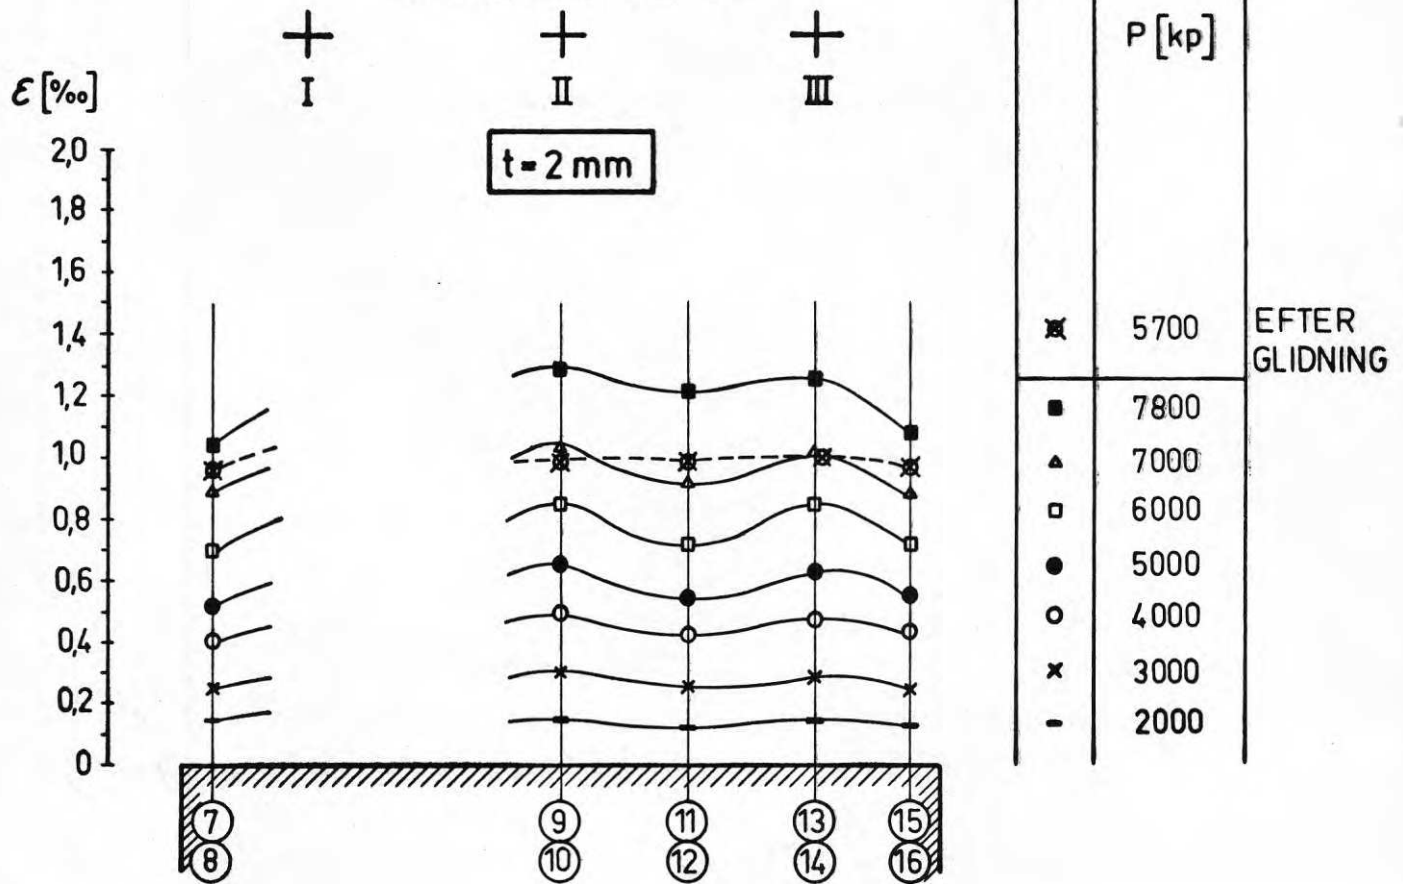 I II III
ε [‰]
t = 2 mm
2,0
1,8
1,6
1,4
1,2
1,0
0,8
0,6
0,4
0,2
0
7 9 11 13 15
8 10 12 14 16
P [kp]
5700 EFTER
GLIDNING
7800
7000
6000
5000
4000
3000
2000